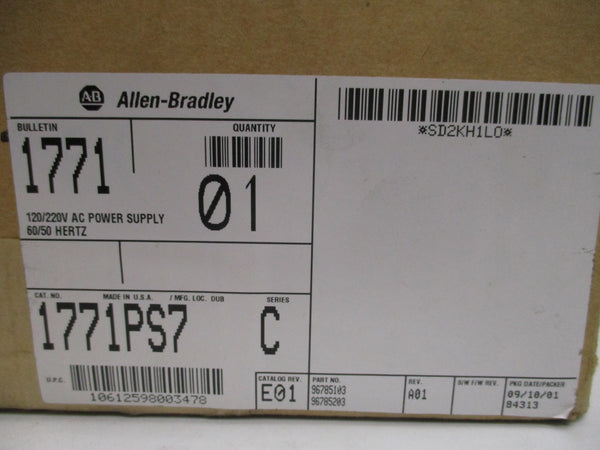 AB Allen-Bradley
*SD2KH1LO*
BULLETIN
QUANTITY
1771
01
120/220V AC POWER SUPPLY
60/50 HERTZ
CAT. NO. MADE IN U.S.A. / MFG. LOC. DUB SERIES
1771PS7 C
U.P.C.
10612598003478
CATALOG REV.
E01
PART NO.
96785103
96785203
REV.
A01
S/W F/W REV.
PKG DATE/PACKER
09/10/01
84313